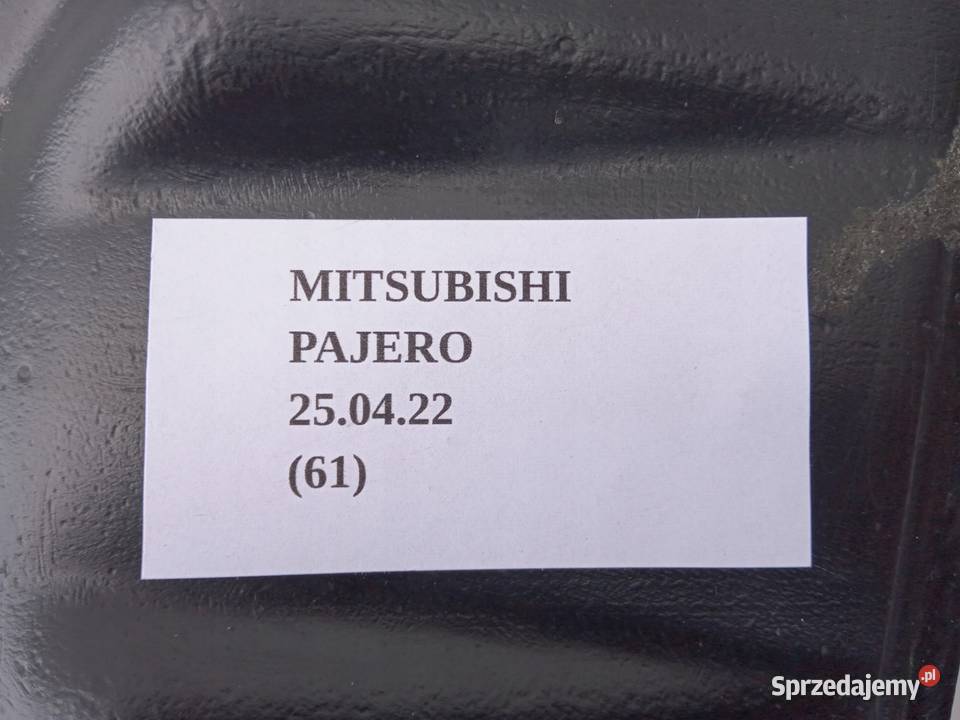 MITSUBISHI
PAJERO
25.04.22
(61)
Sprzedajemy.pl